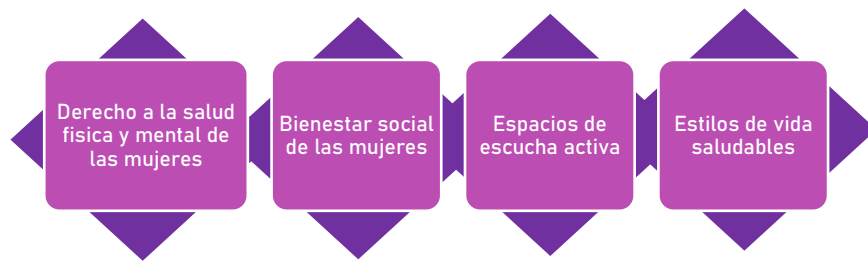 Derecho a la salud
fisica y mental de
las mujeres
Bienestar social
de las mujeres
Espacios de
escucha activa
Estilos de vida
saludables